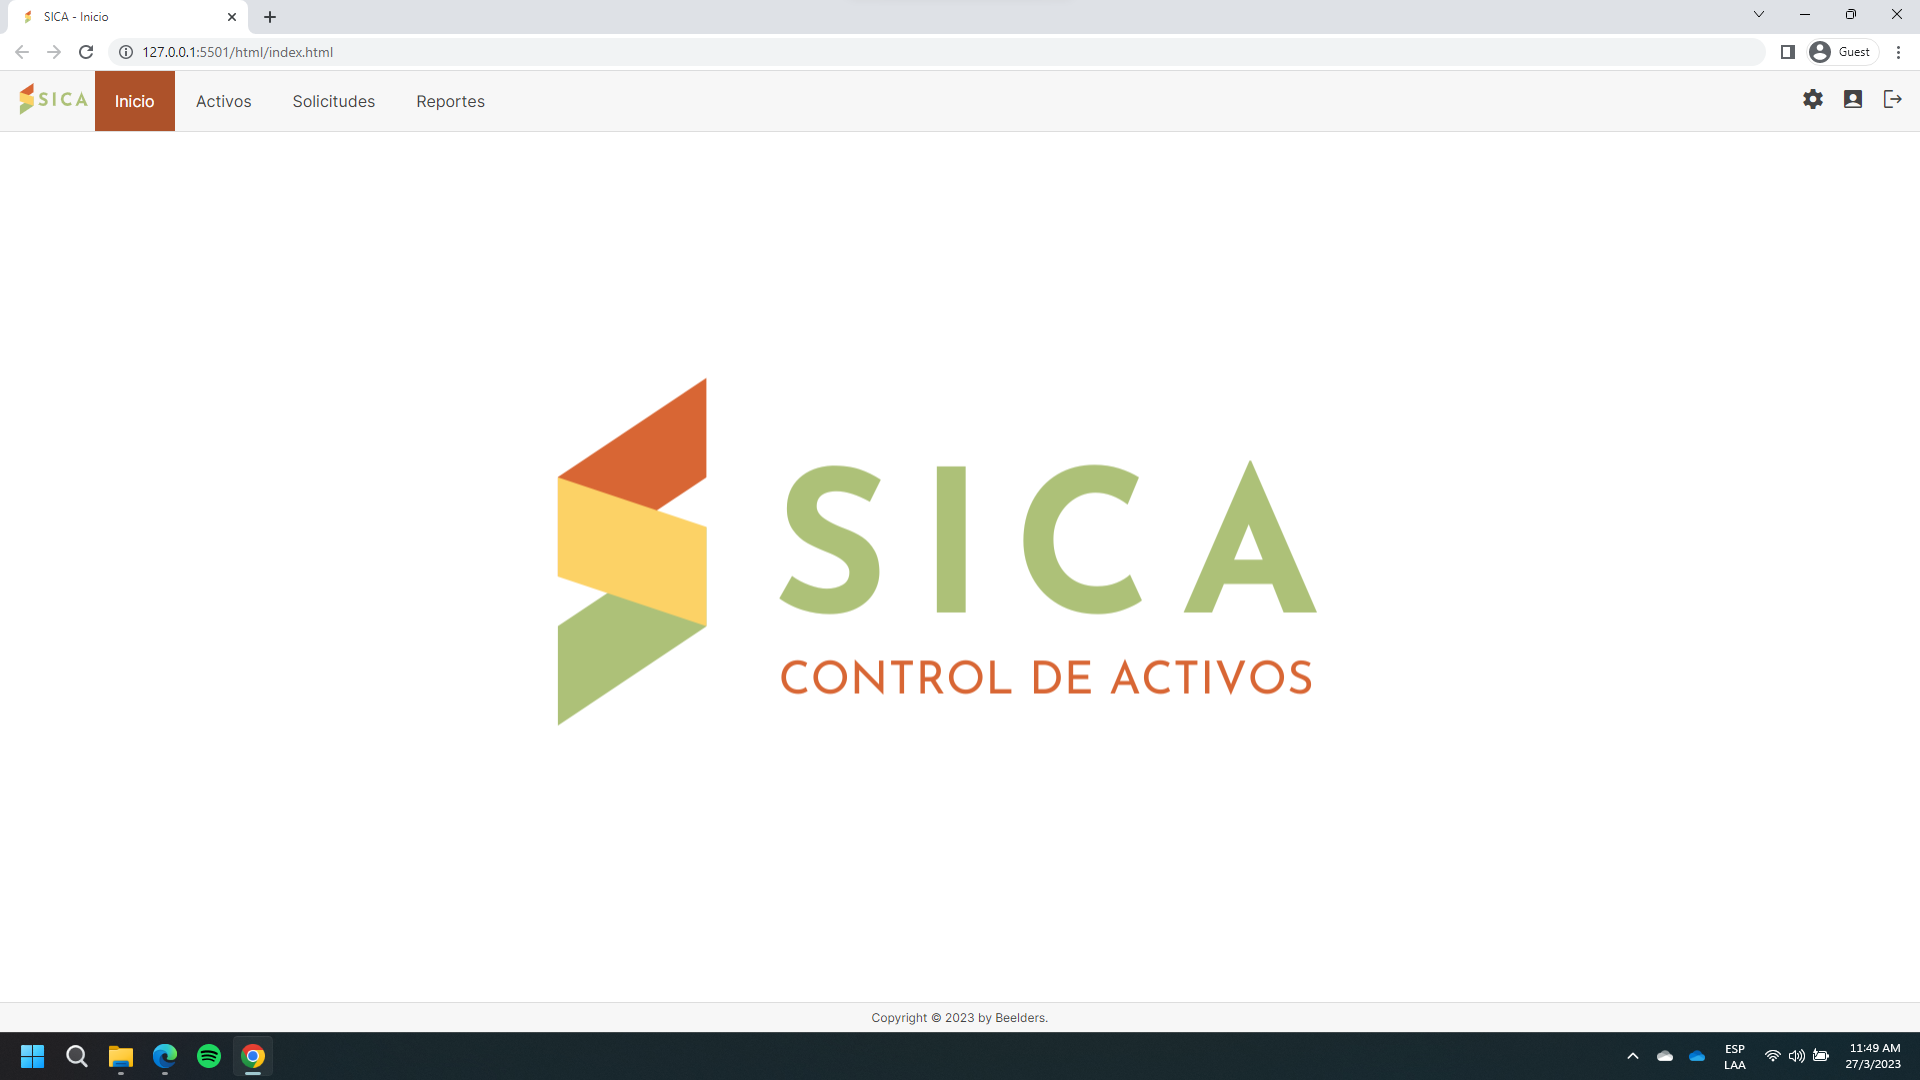 SICA - Inicio
127.0.0.1:5501/html/index.html
Guest
SICA
Inicio
Activos
Solicitudes
Reportes
SICA
CONTROL DE ACTIVOS
Copyright © 2023 by Beelders.
ESP
LAA
11:49 AM
27/3/2023